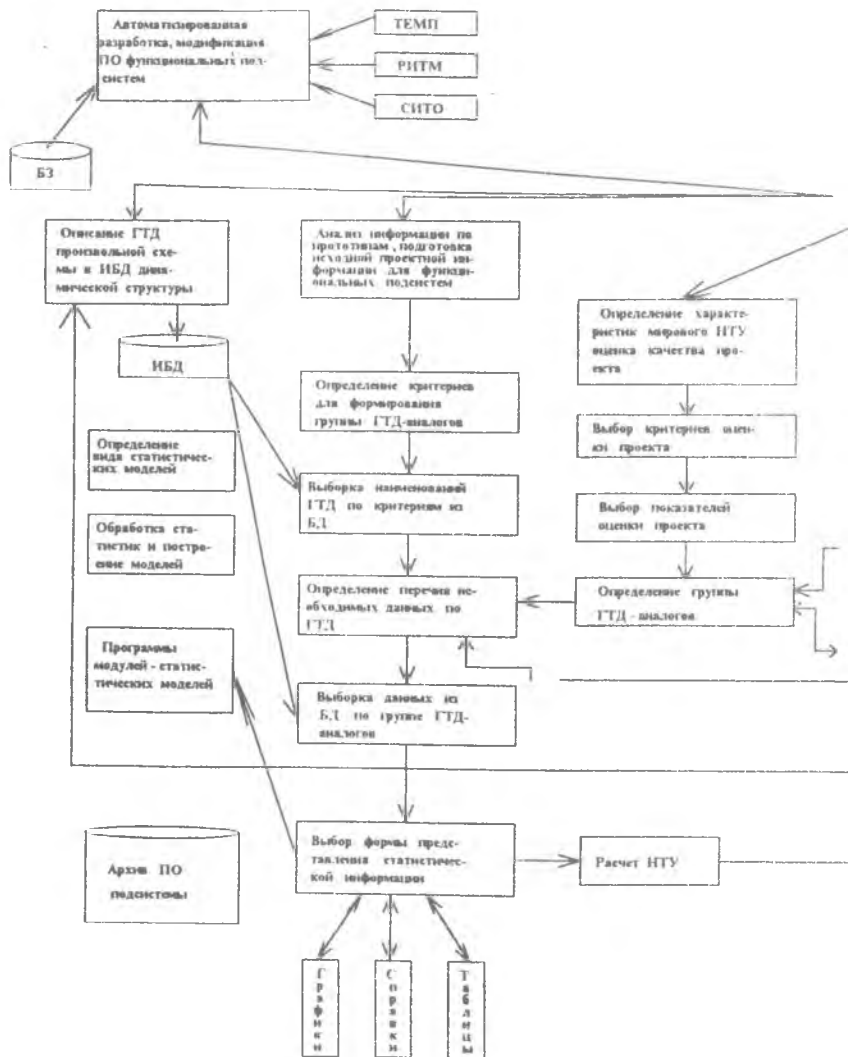 Автоматизированная
разработка, модификация
ПО функциональных под-
систем
ТЕМП
РИТМ
СИТО
БЗ
Описание ГТД
произвольной схе-
мы в ИБД дина-
мической структуры
ИБД
Анализ информации по
прототипам , подготовка
исходной проектной ин-
формации для функци-
ональных подсистем
Определение характе-
ристик мирового НТУ
оценка качества про-
екта
Определение критериев
для формирования
группы ГТД-аналогов
Выбор критериев оцен-
ки проекта
Определение
вида статистичес-
ких моделей
Выборка наименований
ГТД по критериям из
БД
Выбор показателей
оценки проекта
Обработка ста-
тистик и постро-
ение моделей
Определение перечня не-
обходимых данных по
ГТД
Определение группы
ГТД - аналогов
Программы
модулей - статис-
тических моделей
Выборка данных из
БД по группе ГТД-
аналогов
Архив ПО
подсистемы
Выбор формы пред-
ставления статистичес-
кой информации
Расчет НТУ
Графики
Справки
Таблицы